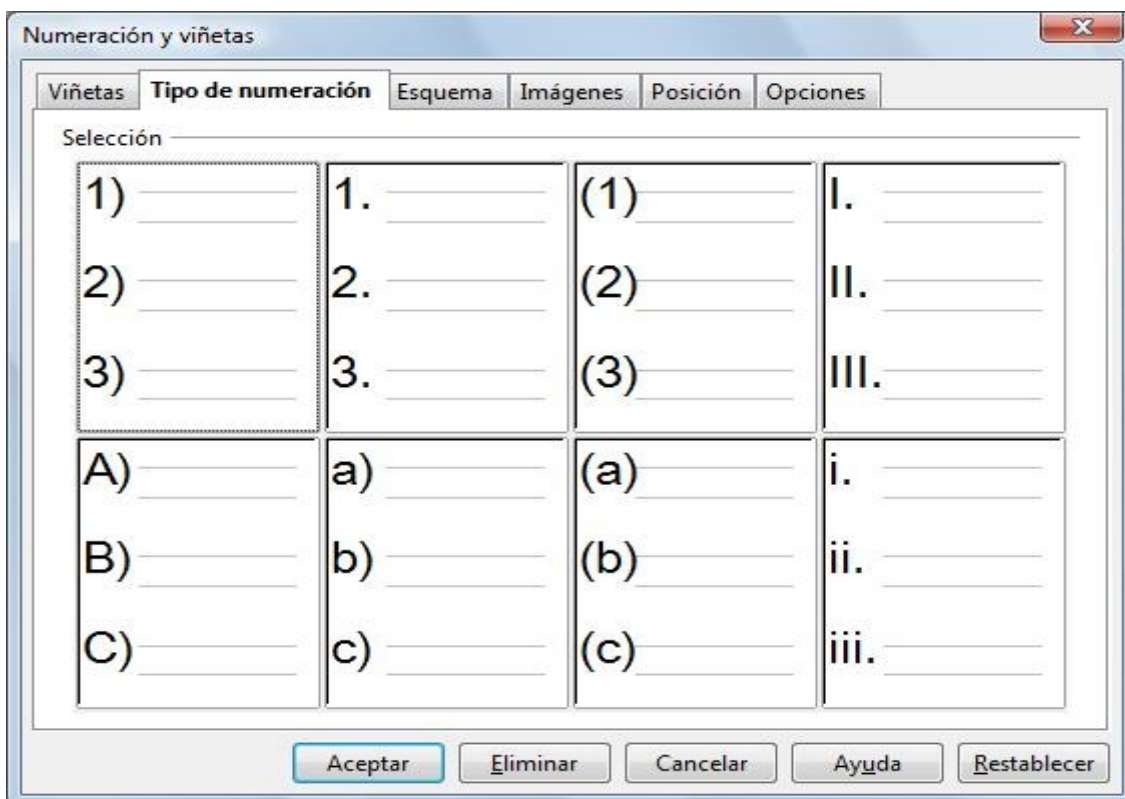 Numeración y viñetas
Viñetas Tipo de numeración Esquema Imágenes Posición Opciones
Selección
1) 1. (1) I.
2) 2. (2) II.
3) 3. (3) III.
A) a) (a) i.
B) b) (b) ii.
C) c) (c) iii.
Aceptar Eliminar Cancelar Ayuda Restablecer